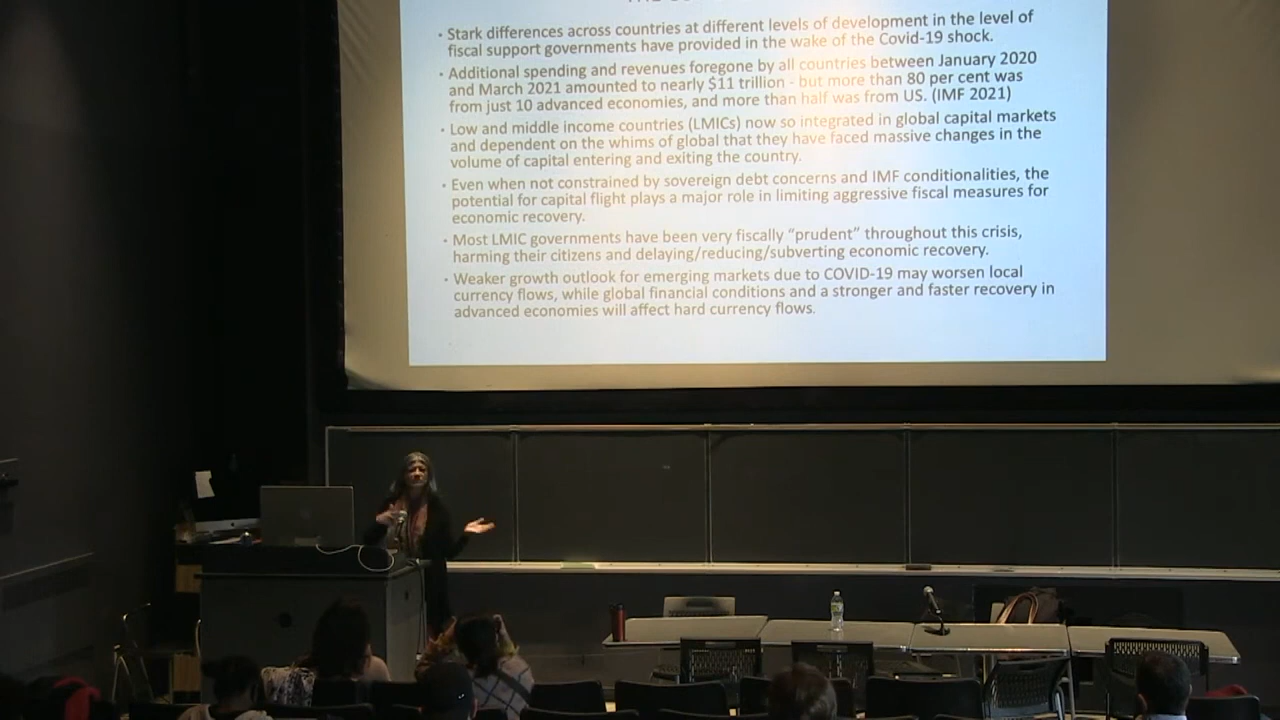 • Stark differences across countries at different levels of development in the level of
fiscal support governments have provided in the wake of the Covid-19 shock.
• Additional spending and revenues foregone by all countries between January 2020
and March 2021 amounted to nearly $11 trillion - but more than 80 per cent was
from just 10 advanced economies, and more than half was from US. (IMF 2021)
• Low and middle income countries (LMICs) now so integrated in global capital markets
and dependent on the whims of global that they have faced massive changes in the
volume of capital entering and exiting the country.
• Even when not constrained by sovereign debt concerns and IMF conditionalities, the
potential for capital flight plays a major role in limiting aggressive fiscal measures for
economic recovery.
• Most LMIC governments have been very fiscally “prudent” throughout this crisis,
harming their citizens and delaying/reducing/subverting economic recovery.
• Weaker growth outlook for emerging markets due to COVID-19 may worsen local
currency flows, while global financial conditions and a stronger and faster recovery in
advanced economies will affect hard currency flows.